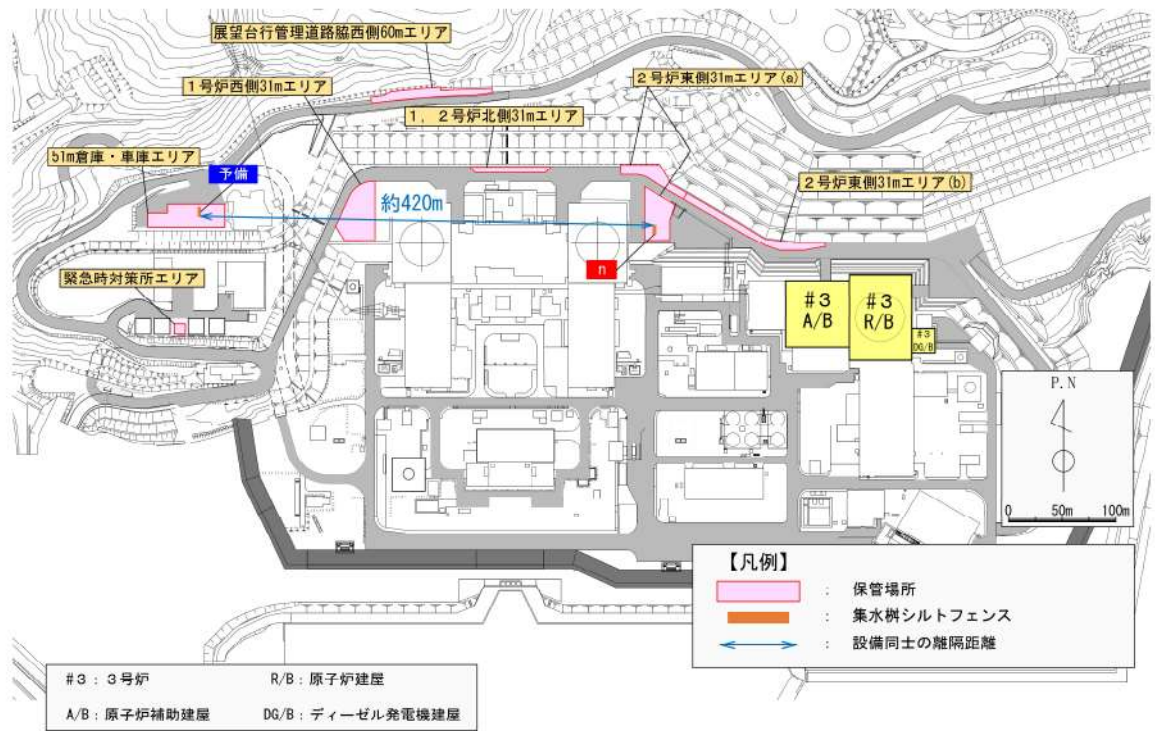 展望台行管理道路脇西側60mエリア
1号炉西側31mエリア
2号炉東側31mエリア(a)
1,2号炉北側31mエリア
51m倉庫・車庫エリア
予備
2号炉東側31mエリア(b)
約420m
緊急時対策所エリア
n
#3
A/B
#3
R/B
#3
DG/B
P.N
0 50m 100m
【凡例】
: 保管場所
: 集水桝シルトフェンス
: 設備同士の離隔距離
#3:3号炉 R/B:原子炉建屋
A/B:原子炉補助建屋 DG/B:ディーゼル発電機建屋